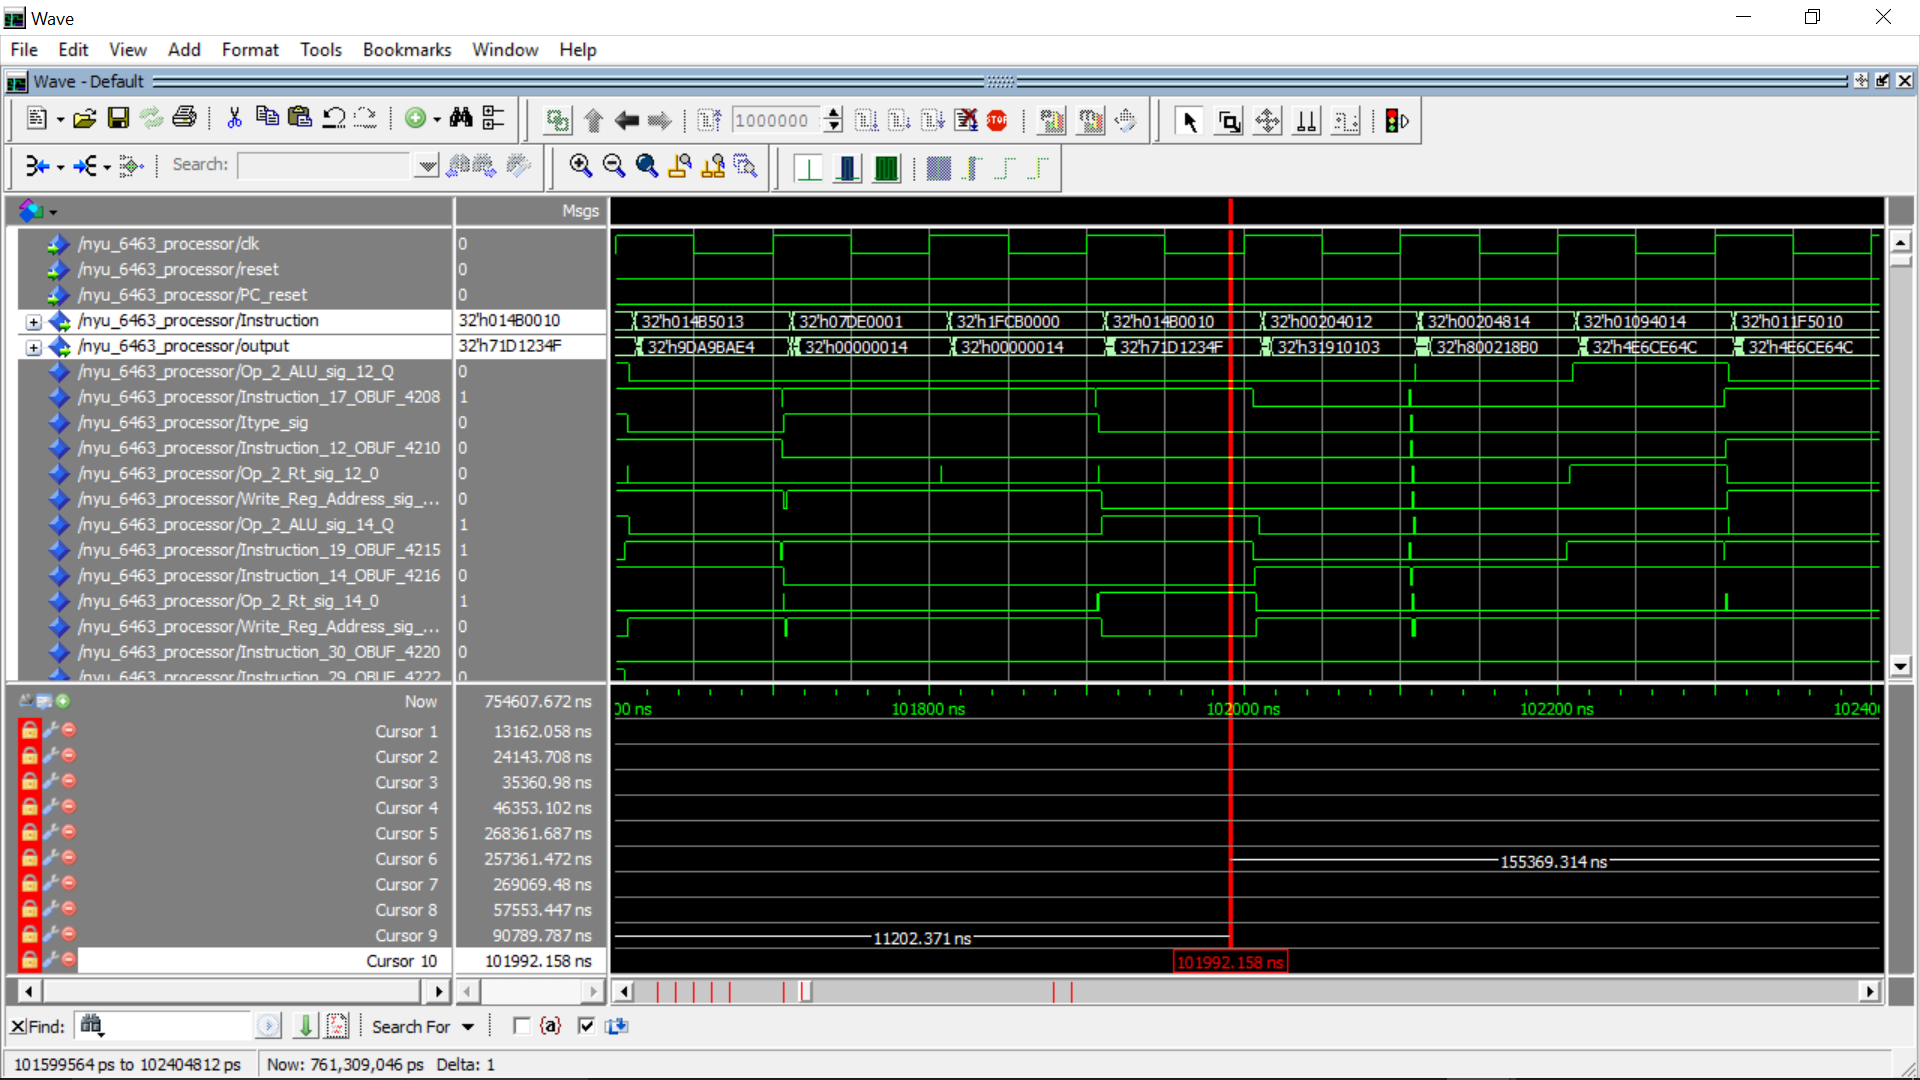 Wave
File Edit View Add Format Tools Bookmarks Window Help
Wave - Default
1000000
STOP
Search:
Msgs
/nyu_6463_processor/clk 0
/nyu_6463_processor/reset 0
/nyu_6463_processor/PC_reset 0
/nyu_6463_processor/Instruction 32'h014B0010 32'h014B5013 32'h07DE0001 32'h1FCB0000 32'h014B0010 32'h00204012 32'h00204814 32'h01094014 32'h011F5010
/nyu_6463_processor/output 32'h71D1234F 32'h9DA9BAE4 32'h00000014 32'h00000014 32'h71D1234F 32'h31910103 32'h800218B0 32'h4E6CE64C 32'h4E6CE64C
/nyu_6463_processor/Op_2_ALU_sig_12_Q 0
/nyu_6463_processor/Instruction_17_OBUF_4208 1
/nyu_6463_processor/Itype_sig 0
/nyu_6463_processor/Instruction_12_OBUF_4210 0
/nyu_6463_processor/Op_2_Rt_sig_12_0 0
/nyu_6463_processor/Write_Reg_Address_sig_... 0
/nyu_6463_processor/Op_2_ALU_sig_14_Q 1
/nyu_6463_processor/Instruction_19_OBUF_4215 1
/nyu_6463_processor/Instruction_14_OBUF_4216 0
/nyu_6463_processor/Op_2_Rt_sig_14_0 1
/nyu_6463_processor/Write_Reg_Address_sig_... 0
/nyu_6463_processor/Instruction_30_OBUF_4220 0
/nyu_6463_processor/Instruction_29_OBUF_4222 0
Now 754607.672 ns 00 ns 101800 ns 102000 ns 102200 ns 10240
Cursor 1 13162.058 ns
Cursor 2 24143.708 ns
Cursor 3 35360.98 ns
Cursor 4 46353.102 ns
Cursor 5 268361.687 ns
Cursor 6 257361.472 ns 155369.314 ns
Cursor 7 269069.48 ns
Cursor 8 57553.447 ns
Cursor 9 90789.787 ns 11202.371 ns
Cursor 10 101992.158 ns 101992.158 ns
Find: Search For {a}
101599564 ps to 102404812 ps Now: 761,309,046 ps Delta: 1